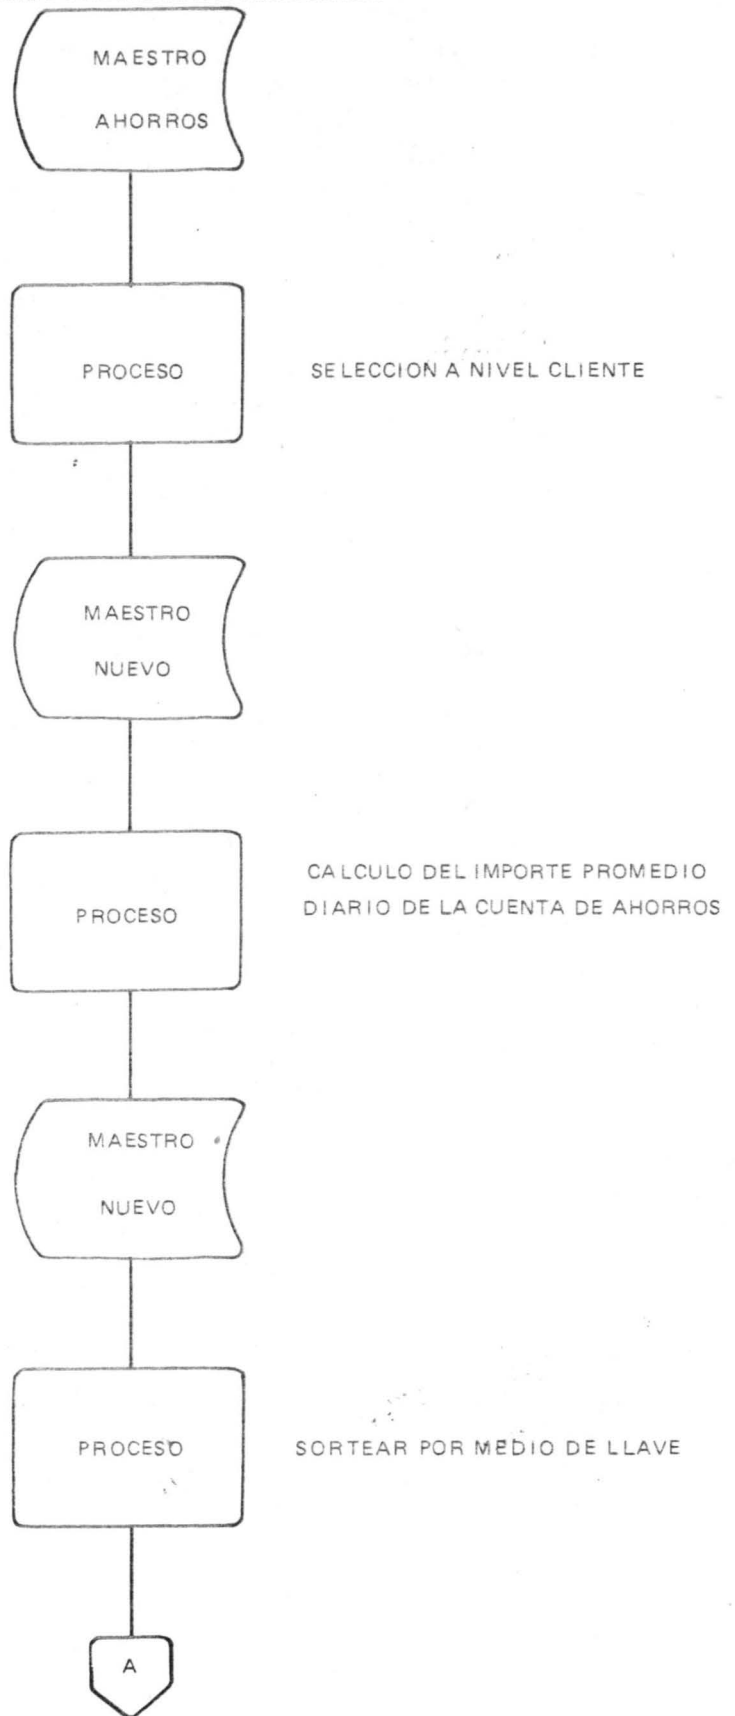 MAESTRO
AHORROS
PROCESO
SELECCION A NIVEL CLIENTE
MAESTRO
NUEVO
CALCULO DEL IMPORTE PROMEDIO
DIARIO DE LA CUENTA DE AHORROS
PROCESO
MAESTRO
NUEVO
PROCESO
SORTEAR POR MEDIO DE LLAVE
A